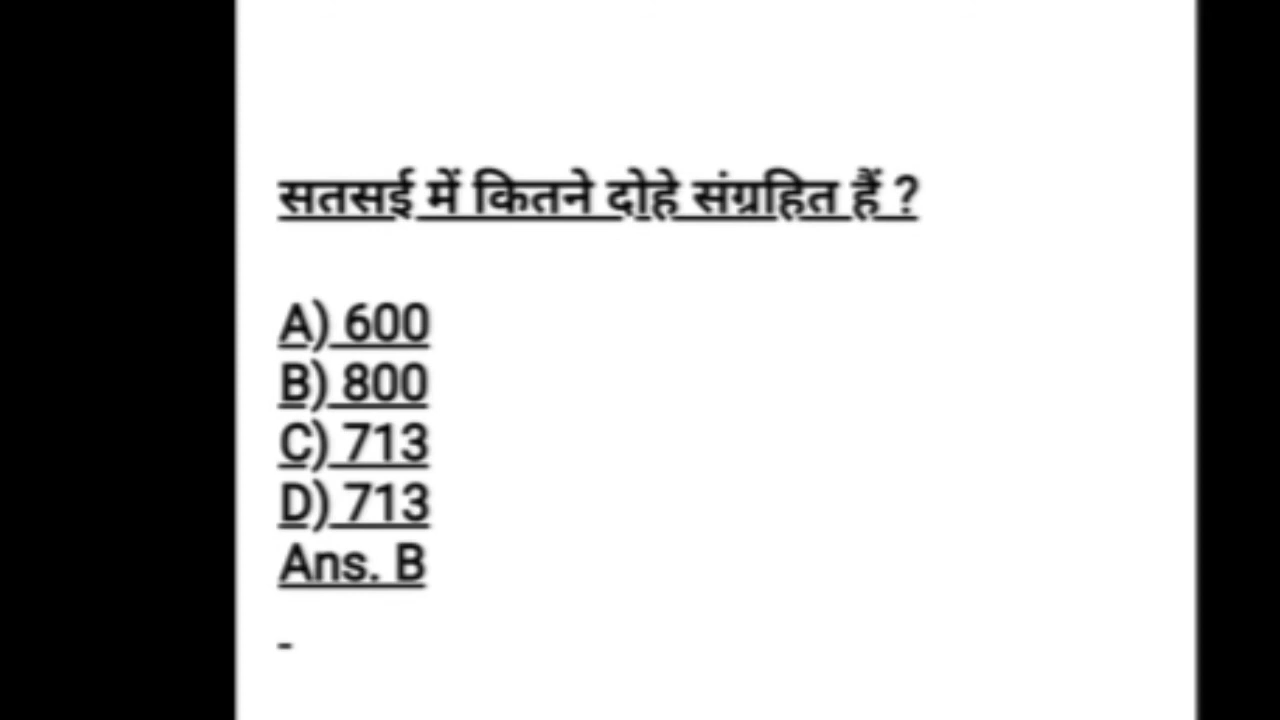 सतसई में कितने दोहे संग्रहित हैं ?
A) 600
B) 800
C) 713
D) 713
Ans. B
-